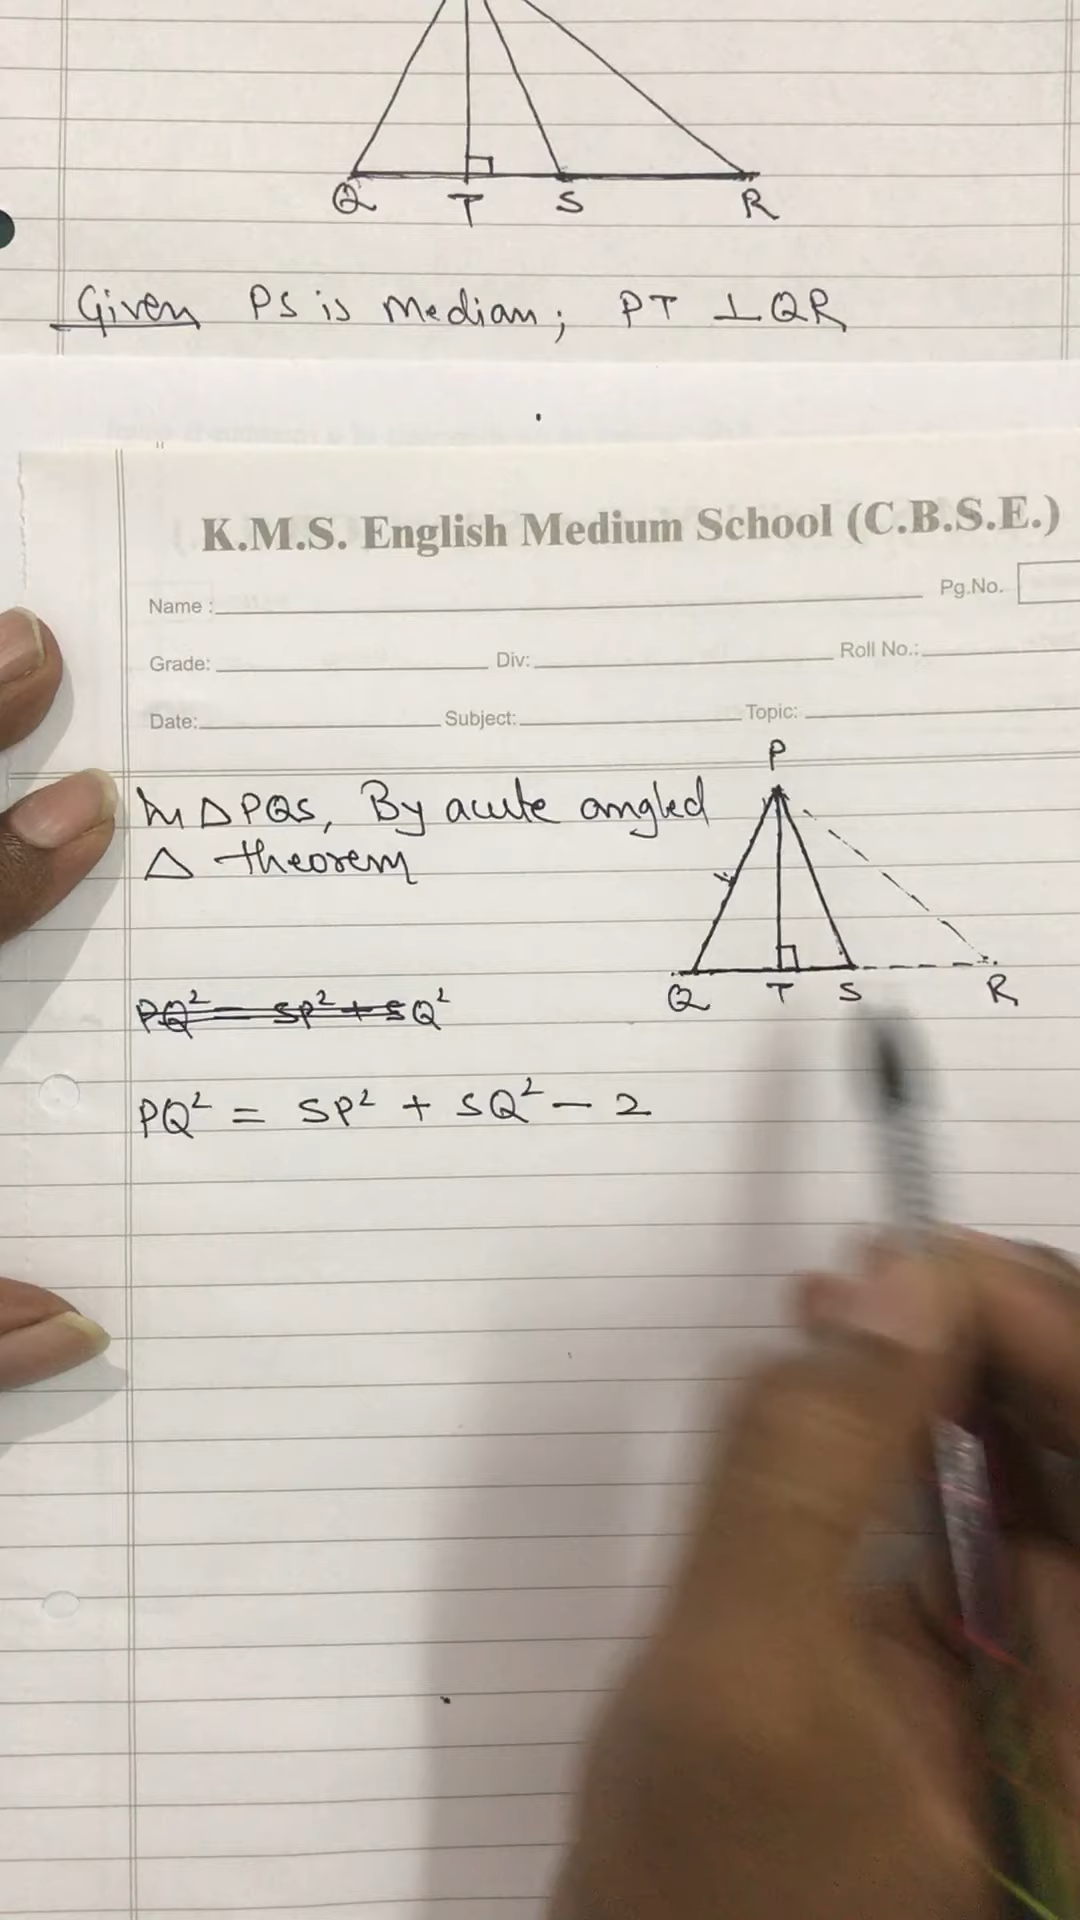 Q T S R
Given PS is Median; PT ⊥ QR
K.M.S. English Medium School (C.B.S.E.)
Pg.No.
Name :
Grade: Div: Roll No.:
Date: Subject: Topic:
P
In △PQS, By acute angled
△ theorem
Q T S R
PQ² = SP² + SQ²
PQ² = SP² + SQ² - 2